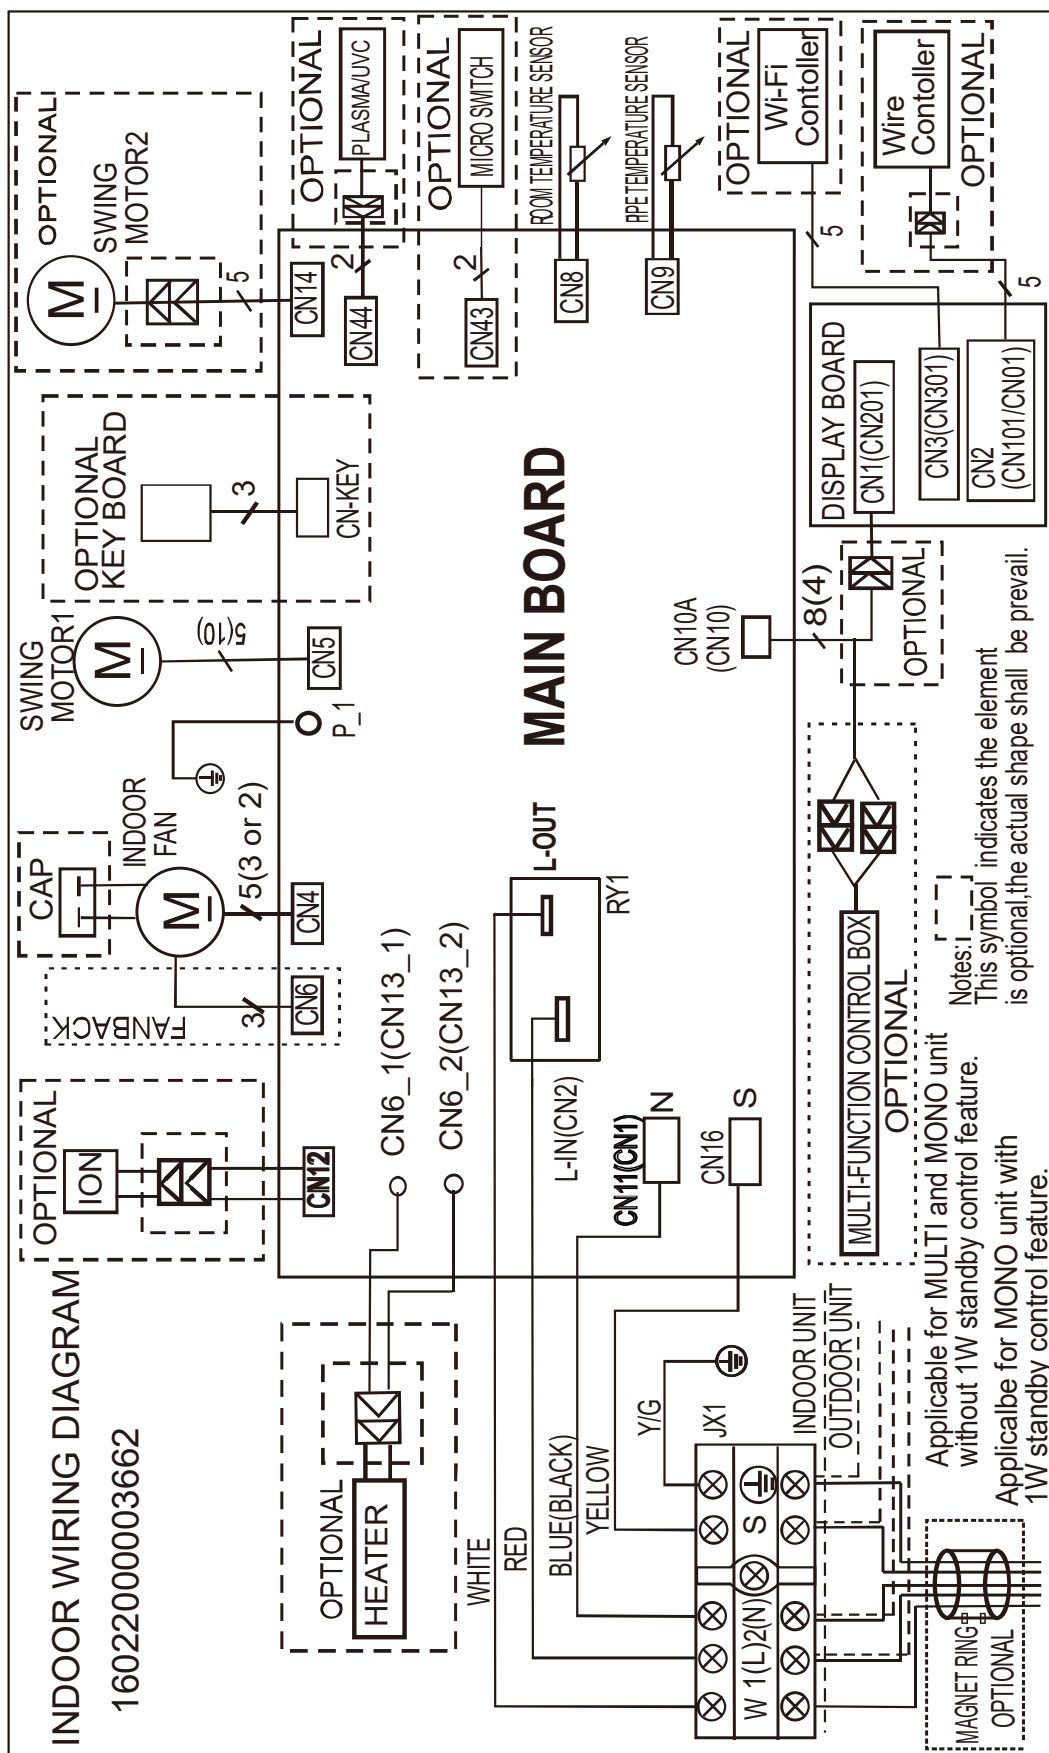 INDOOR WIRING DIAGRAM
16022000003662
OPTIONAL
ION
CN12
FANBACK
3
CN6
CAP
INDOOR
FAN
M
5(3 or 2)
CN4
P_1
SWING
MOTOR1
M
5(10)
CN5
OPTIONAL
KEY BOARD
3
CN-KEY
OPTIONAL
SWING
MOTOR2
M
5
CN14
OPTIONAL
PLASMA/UVC
2
CN44
OPTIONAL
MICRO SWITCH
2
CN43
ROOM TEMPERATURE SENSOR
CN8
PIPE TEMPERATURE SENSOR
CN9
OPTIONAL
Wi-Fi
Contoller
5
Wire
Contoller
OPTIONAL
5
OPTIONAL
HEATER
CN6_1(CN13_1)
CN6_2(CN13_2)
MAIN BOARD
L-OUT
RY1
L-IN(CN2)
CN11(CN1)
N
CN16
S
CN10A
(CN10)
8(4)
DISPLAY BOARD
CN1(CN201)
CN3(CN301)
CN2
(CN101/CN01)
OPTIONAL
MULTI-FUNCTION CONTROL BOX
OPTIONAL
WHITE
RED
BLUE(BLACK)
YELLOW
Y/G
JX1
W 1(L)2(N)
S
INDOOR UNIT
OUTDOOR UNIT
MAGNET RING
OPTIONAL
Applicable for MULTI and MONO unit
without 1W standby control feature.
Applicalbe for MONO unit with
1W standby control feature.
Notes:
This symbol indicates the element
is optional,the actual shape shall be prevail.